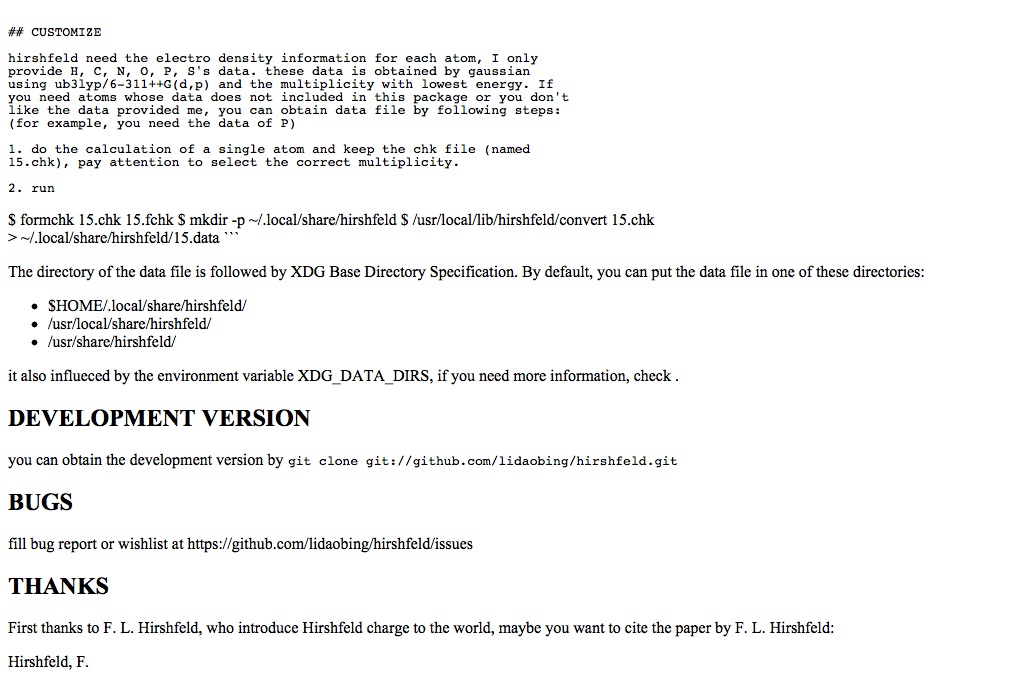 ## CUSTOMIZE
hirshfeld need the electro density information for each atom, I only
provide H, C, N, O, P, S's data. these data is obtained by gaussian
using ub3lyp/6-311++G(d,p) and the multiplicity with lowest energy. If
you need atoms whose data does not included in this package or you don't
like the data provided me, you can obtain data file by following steps:
(for example, you need the data of P)
1. do the calculation of a single atom and keep the chk file (named
15.chk), pay attention to select the correct multiplicity.
2. run
$ formchk 15.chk 15.fchk $ mkdir -p ~/.local/share/hirshfeld $ /usr/local/lib/hirshfeld/convert 15.chk
> ~/.local/share/hirshfeld/15.data ```
The directory of the data file is followed by XDG Base Directory Specification. By default, you can put the data file in one of these directories:
• $HOME/.local/share/hirshfeld/
• /usr/local/share/hirshfeld/
• /usr/share/hirshfeld/
it also influeced by the environment variable XDG_DATA_DIRS, if you need more information, check .
DEVELOPMENT VERSION
you can obtain the development version by git clone git://github.com/lidaobing/hirshfeld.git
BUGS
fill bug report or wishlist at https://github.com/lidaobing/hirshfeld/issues
THANKS
First thanks to F. L. Hirshfeld, who introduce Hirshfeld charge to the world, maybe you want to cite the paper by F. L. Hirshfeld:
Hirshfeld, F.